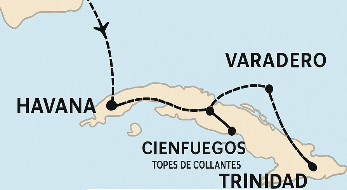 VARADERO
HAVANA
CIENFUEGOS
TOPES DE COLLANTES
TRINIDAD